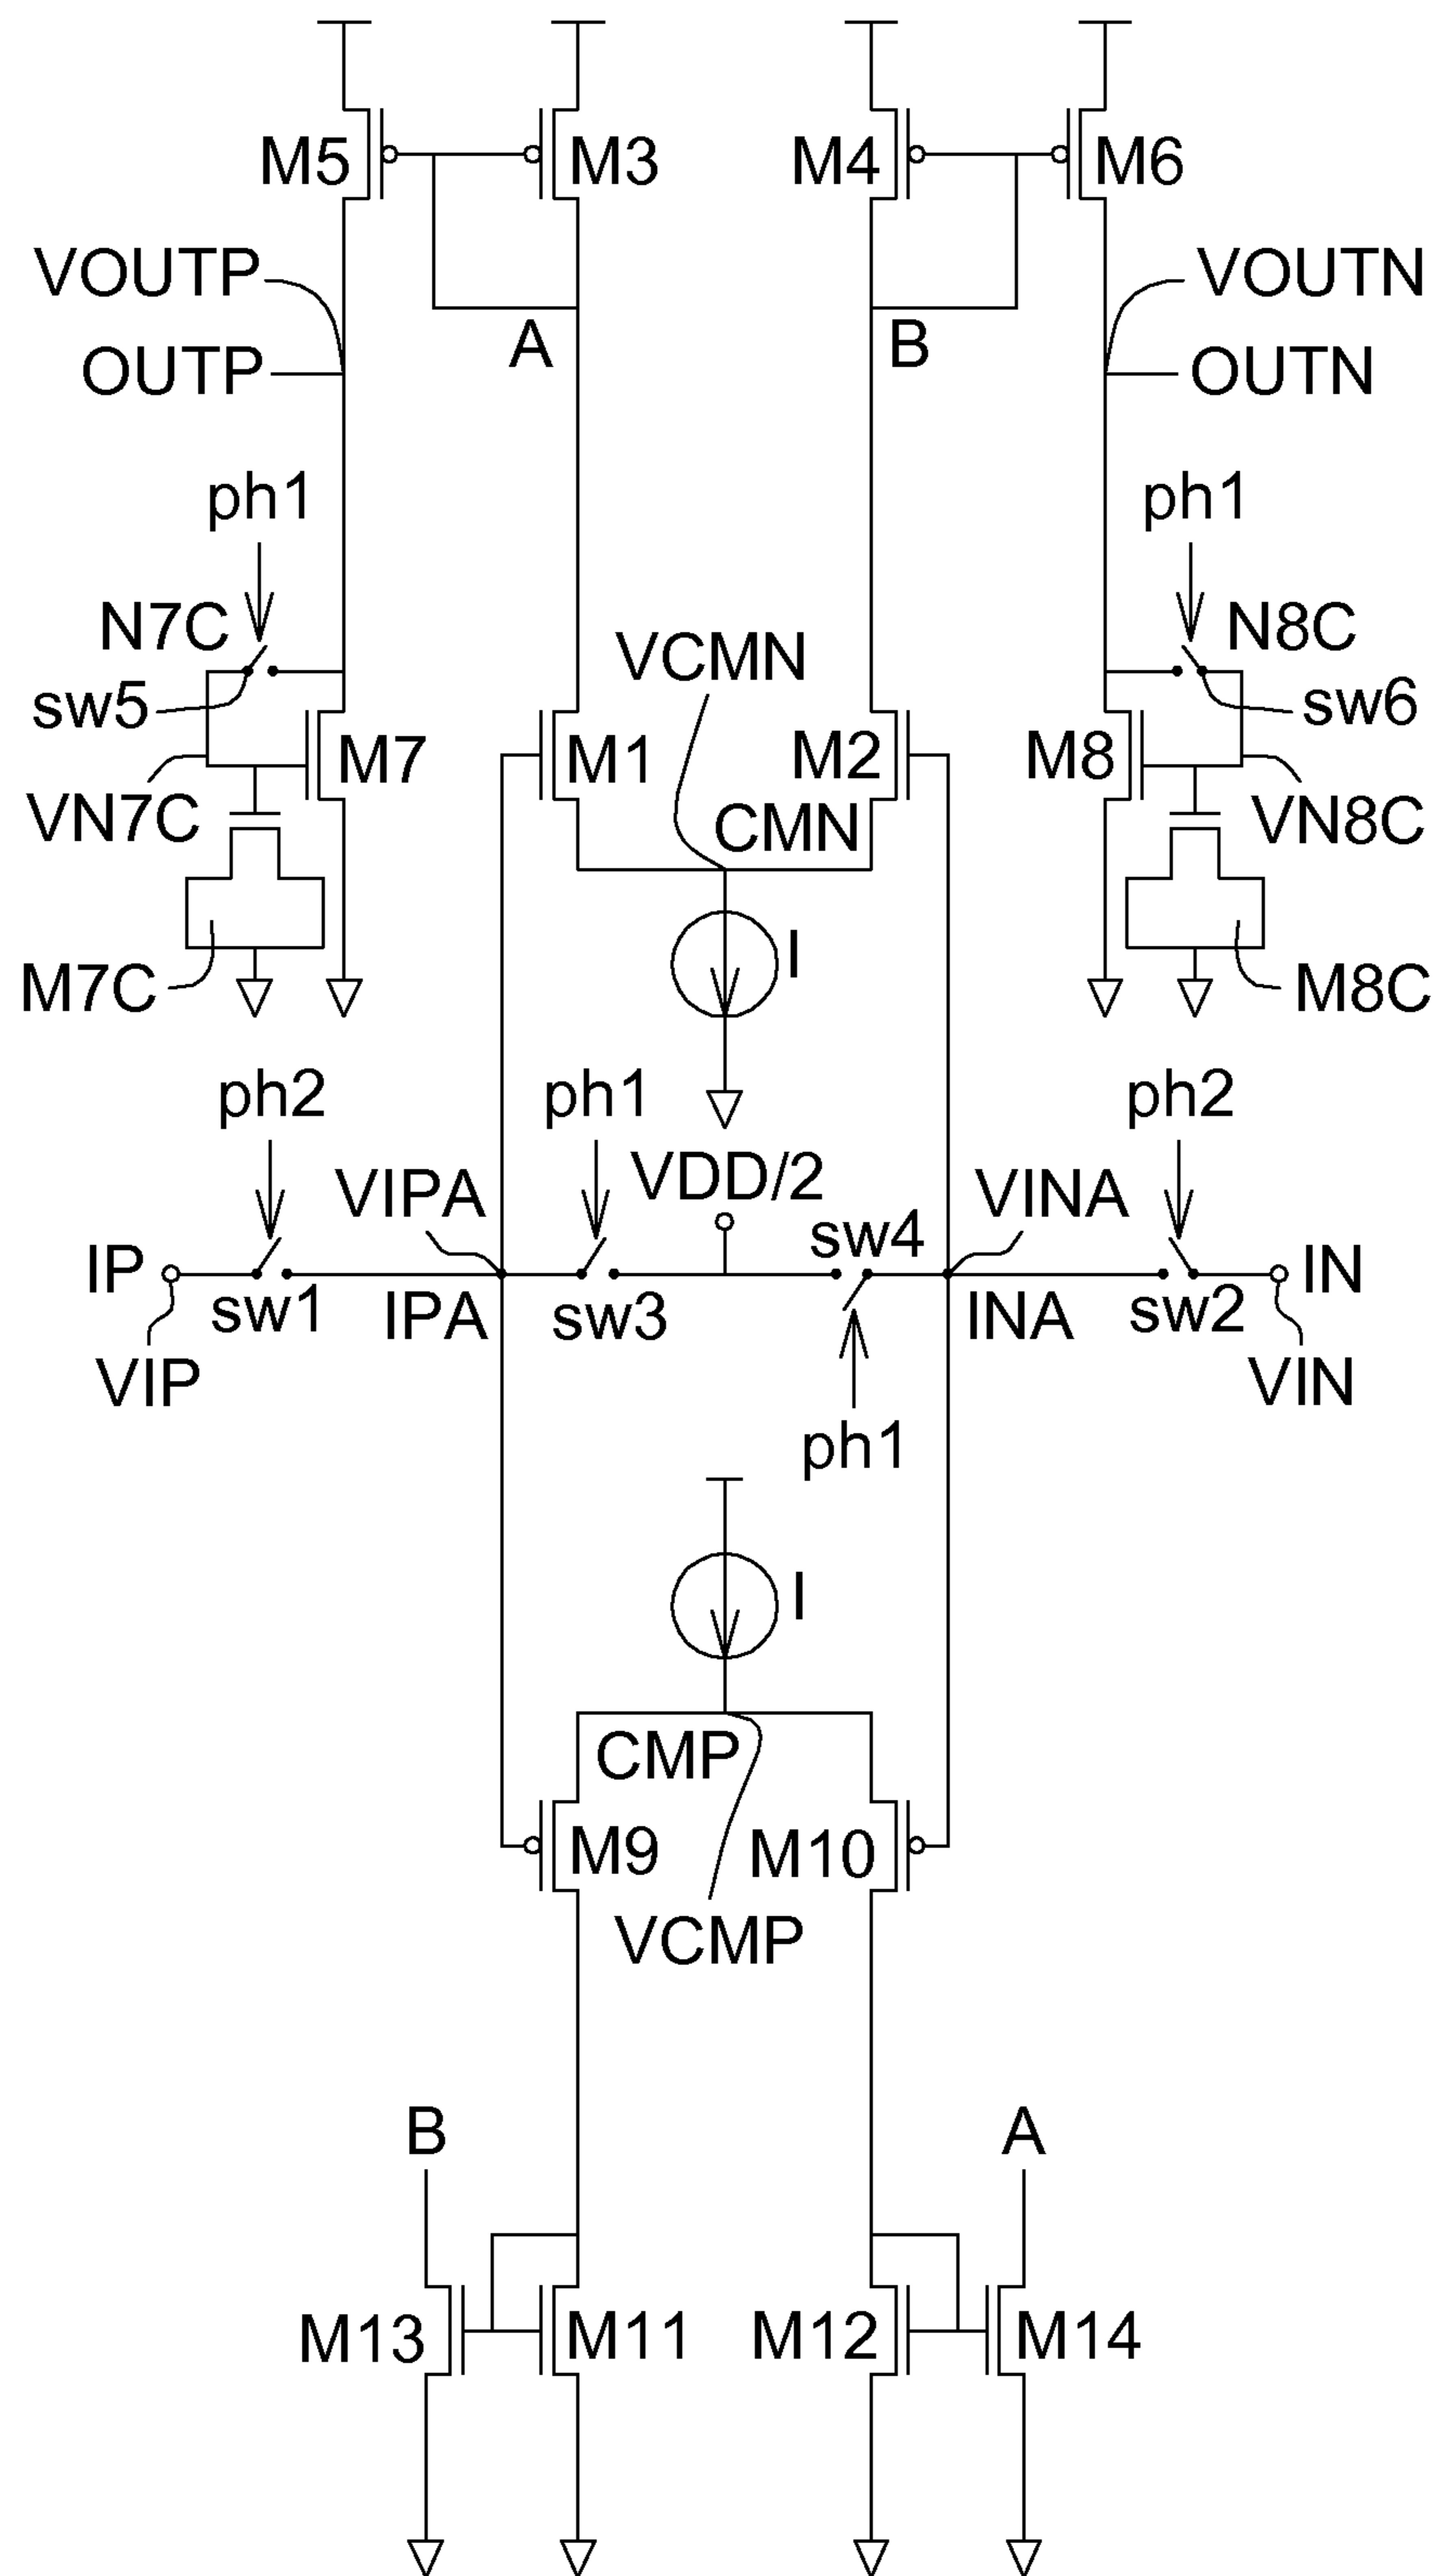 M5 M3 M4 M6
VOUTP VOUTN
A B
OUTP OUTN
ph1 ph1
N7C VCMN N8C
sw5 sw6
M7 M1 M2 M8
VN7C CMN VN8C
I
M7C M8C
ph2 ph1 ph2
VIPA VDD/2 VINA
sw4
IP IN
sw1 IPA sw3 INA sw2
VIP VIN
ph1
I
CMP
M9 M10
VCMP
B A
M13 M11 M12 M14